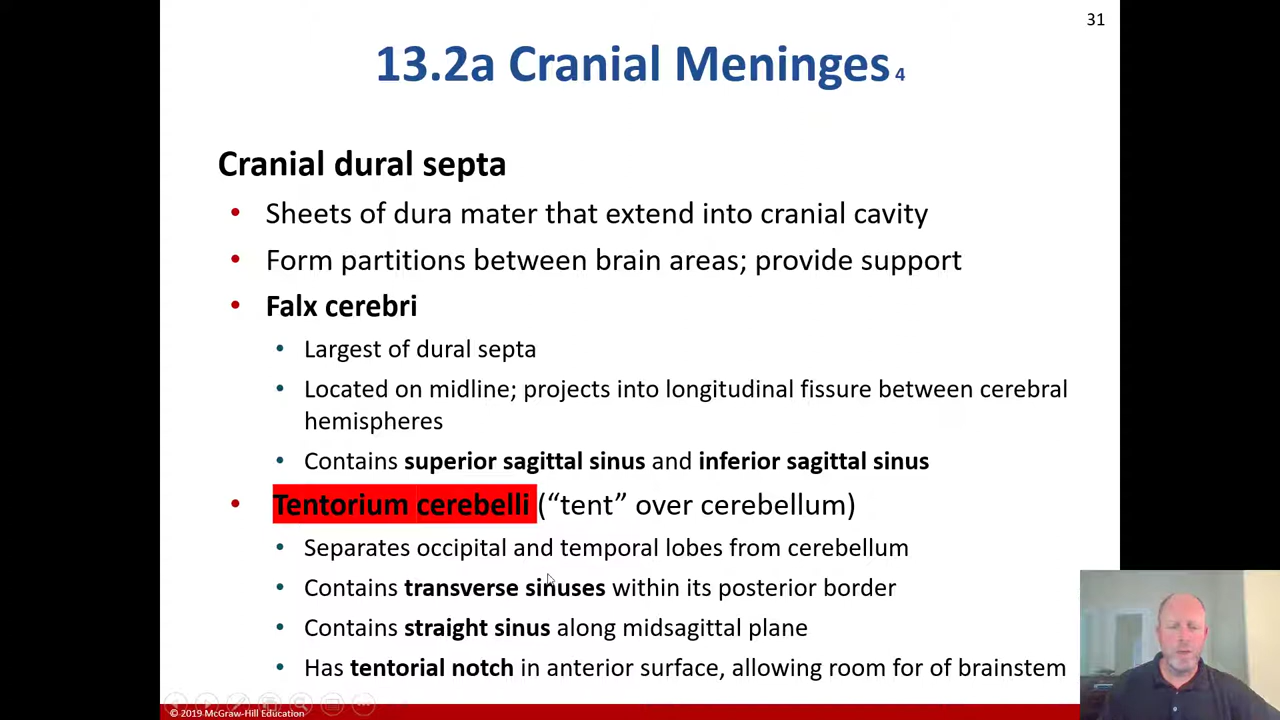 31
13.2a Cranial Meninges 4
Cranial dural septa
• Sheets of dura mater that extend into cranial cavity
• Form partitions between brain areas; provide support
• Falx cerebri
• Largest of dural septa
• Located on midline; projects into longitudinal fissure between cerebral
hemispheres
• Contains superior sagittal sinus and inferior sagittal sinus
• Tentorium cerebelli (“tent” over cerebellum)
• Separates occipital and temporal lobes from cerebellum
• Contains transverse sinuses within its posterior border
• Contains straight sinus along midsagittal plane
• Has tentorial notch in anterior surface, allowing room for of brainstem
© 2019 McGraw-Hill Education